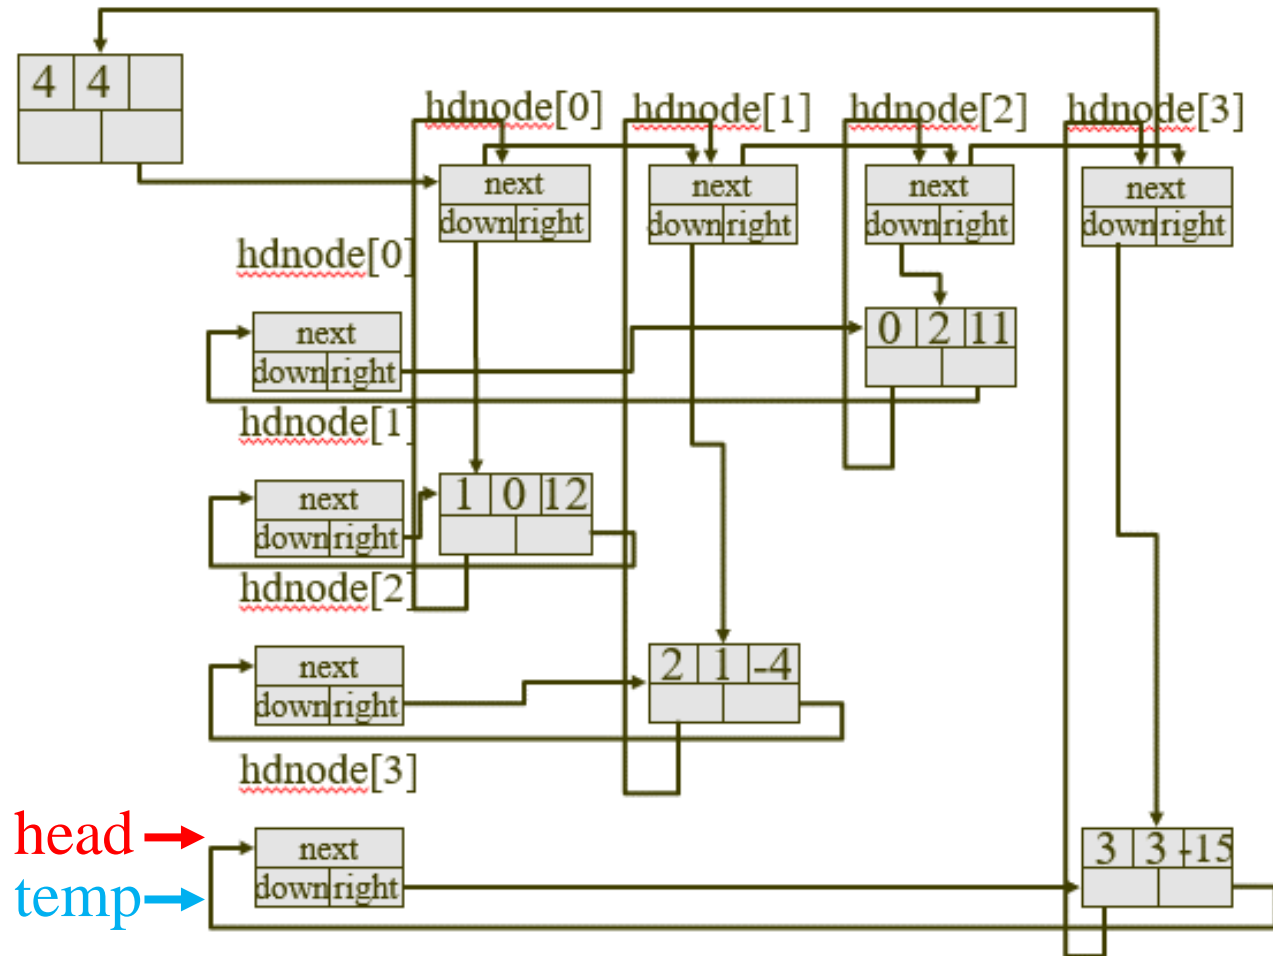 4 4
hdnode[0] hdnode[1] hdnode[2] hdnode[3]
next next next next
down right down right down right down right
hdnode[0]
0 2 11
next
down right
hdnode[1]
1 0 12
next
down right
hdnode[2]
2 1 -4
next
down right
hdnode[3]
head
next
3 3 -15
temp
down right